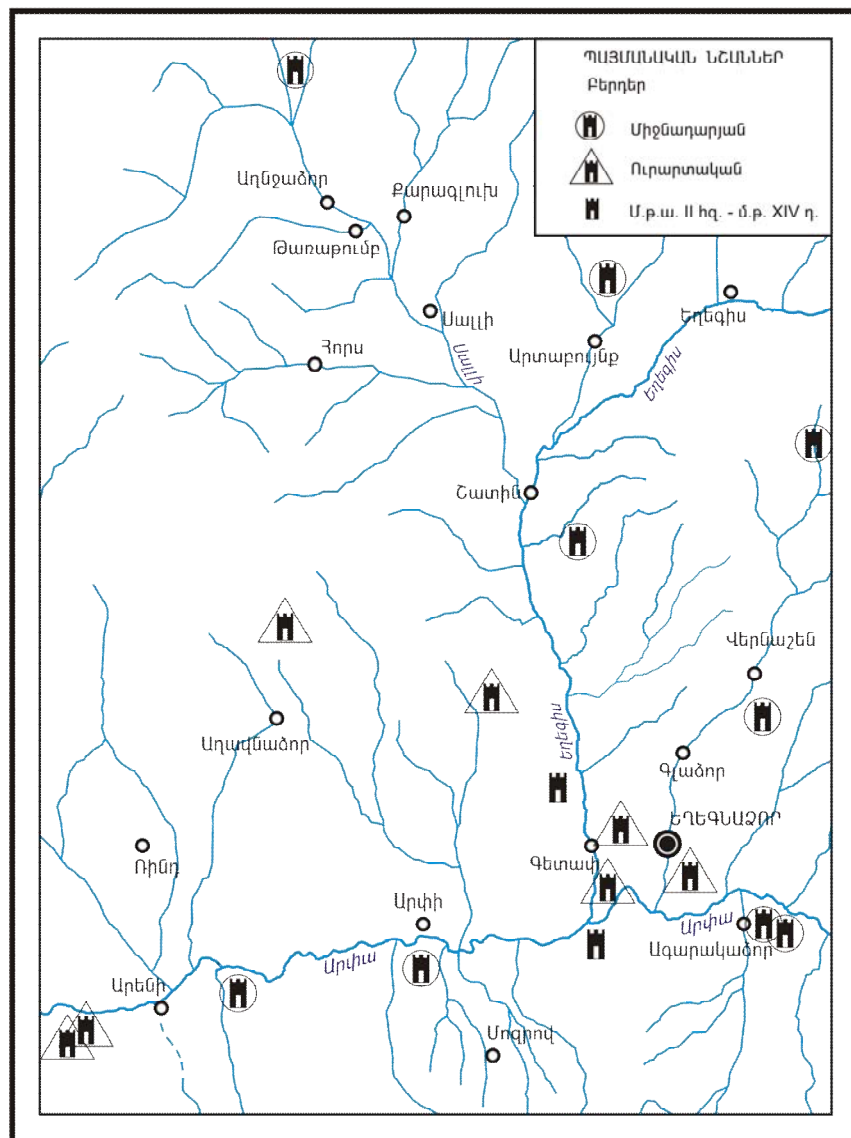 ՊԱՅՄԱՆԱԿԱՆ ՆՇԱՆՆԵՐ
Բերդեր
Միջնադարյան
Ուրարտական
Մ.թ.ա. II հզ. - մ.թ. XIV դ.
Աղնջաձոր
Քարագլուխ
Թառաթումբ
Սալլի
Եղեգիս
Հորս
Սալլի
Արտաբույնք
Եղեգիս
Շատին
Վերնաշեն
Աղավնաձոր
Եղեգիս
Գլաձոր
ԵՂԵԳՆԱՁՈՐ
Ռինդ
Գետափ
Արփի
Արփա
Ագարակաձոր
Արփա
Արենի
Մոզրով